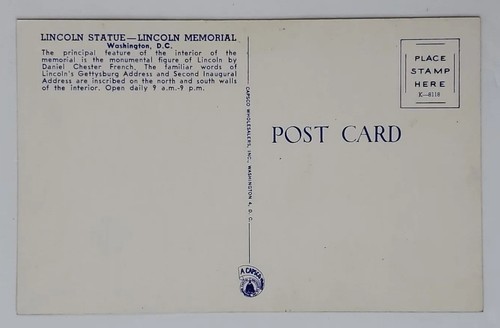 LINCOLN STATUE—LINCOLN MEMORIAL
Washington, D.C.
The principal feature of the interior of the
memorial is the monumental figure of Lincoln by
Daniel Chester French. The familiar words of
Lincoln's Gettysburg Address and Second Inaugural
Address are inscribed on the north and south walls
of the interior. Open daily 9 a.m.-9 p.m.
CAPSCO WHOLESALERS, INC., WASHINGTON 4, D. C.
PLACE
STAMP
HERE
K-8118
POST CARD
A CAPSCO